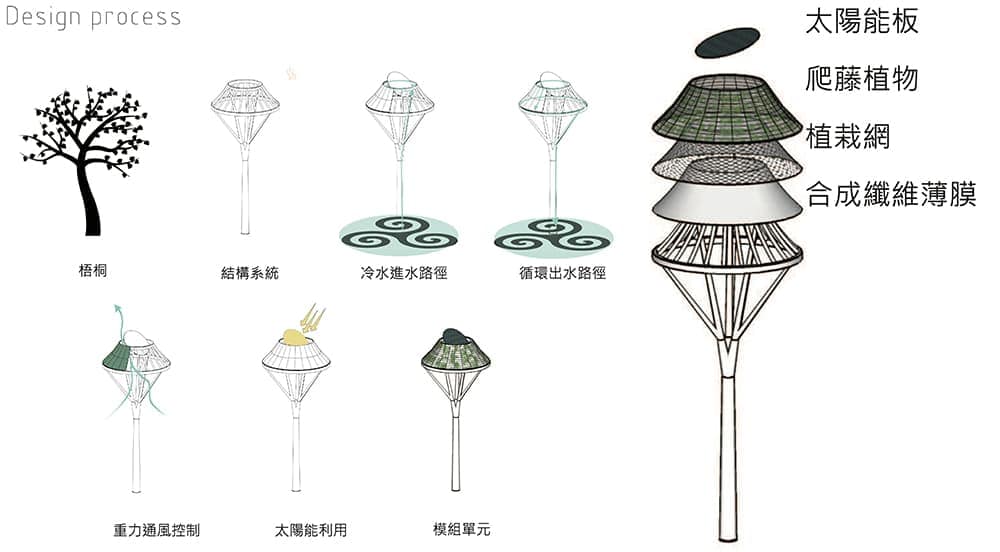 Design process
梧桐
結構系統
冷水進水路徑
循環出水路徑
重力通風控制
太陽能利用
模組單元
太陽能板
爬藤植物
植栽網
合成纖維薄膜